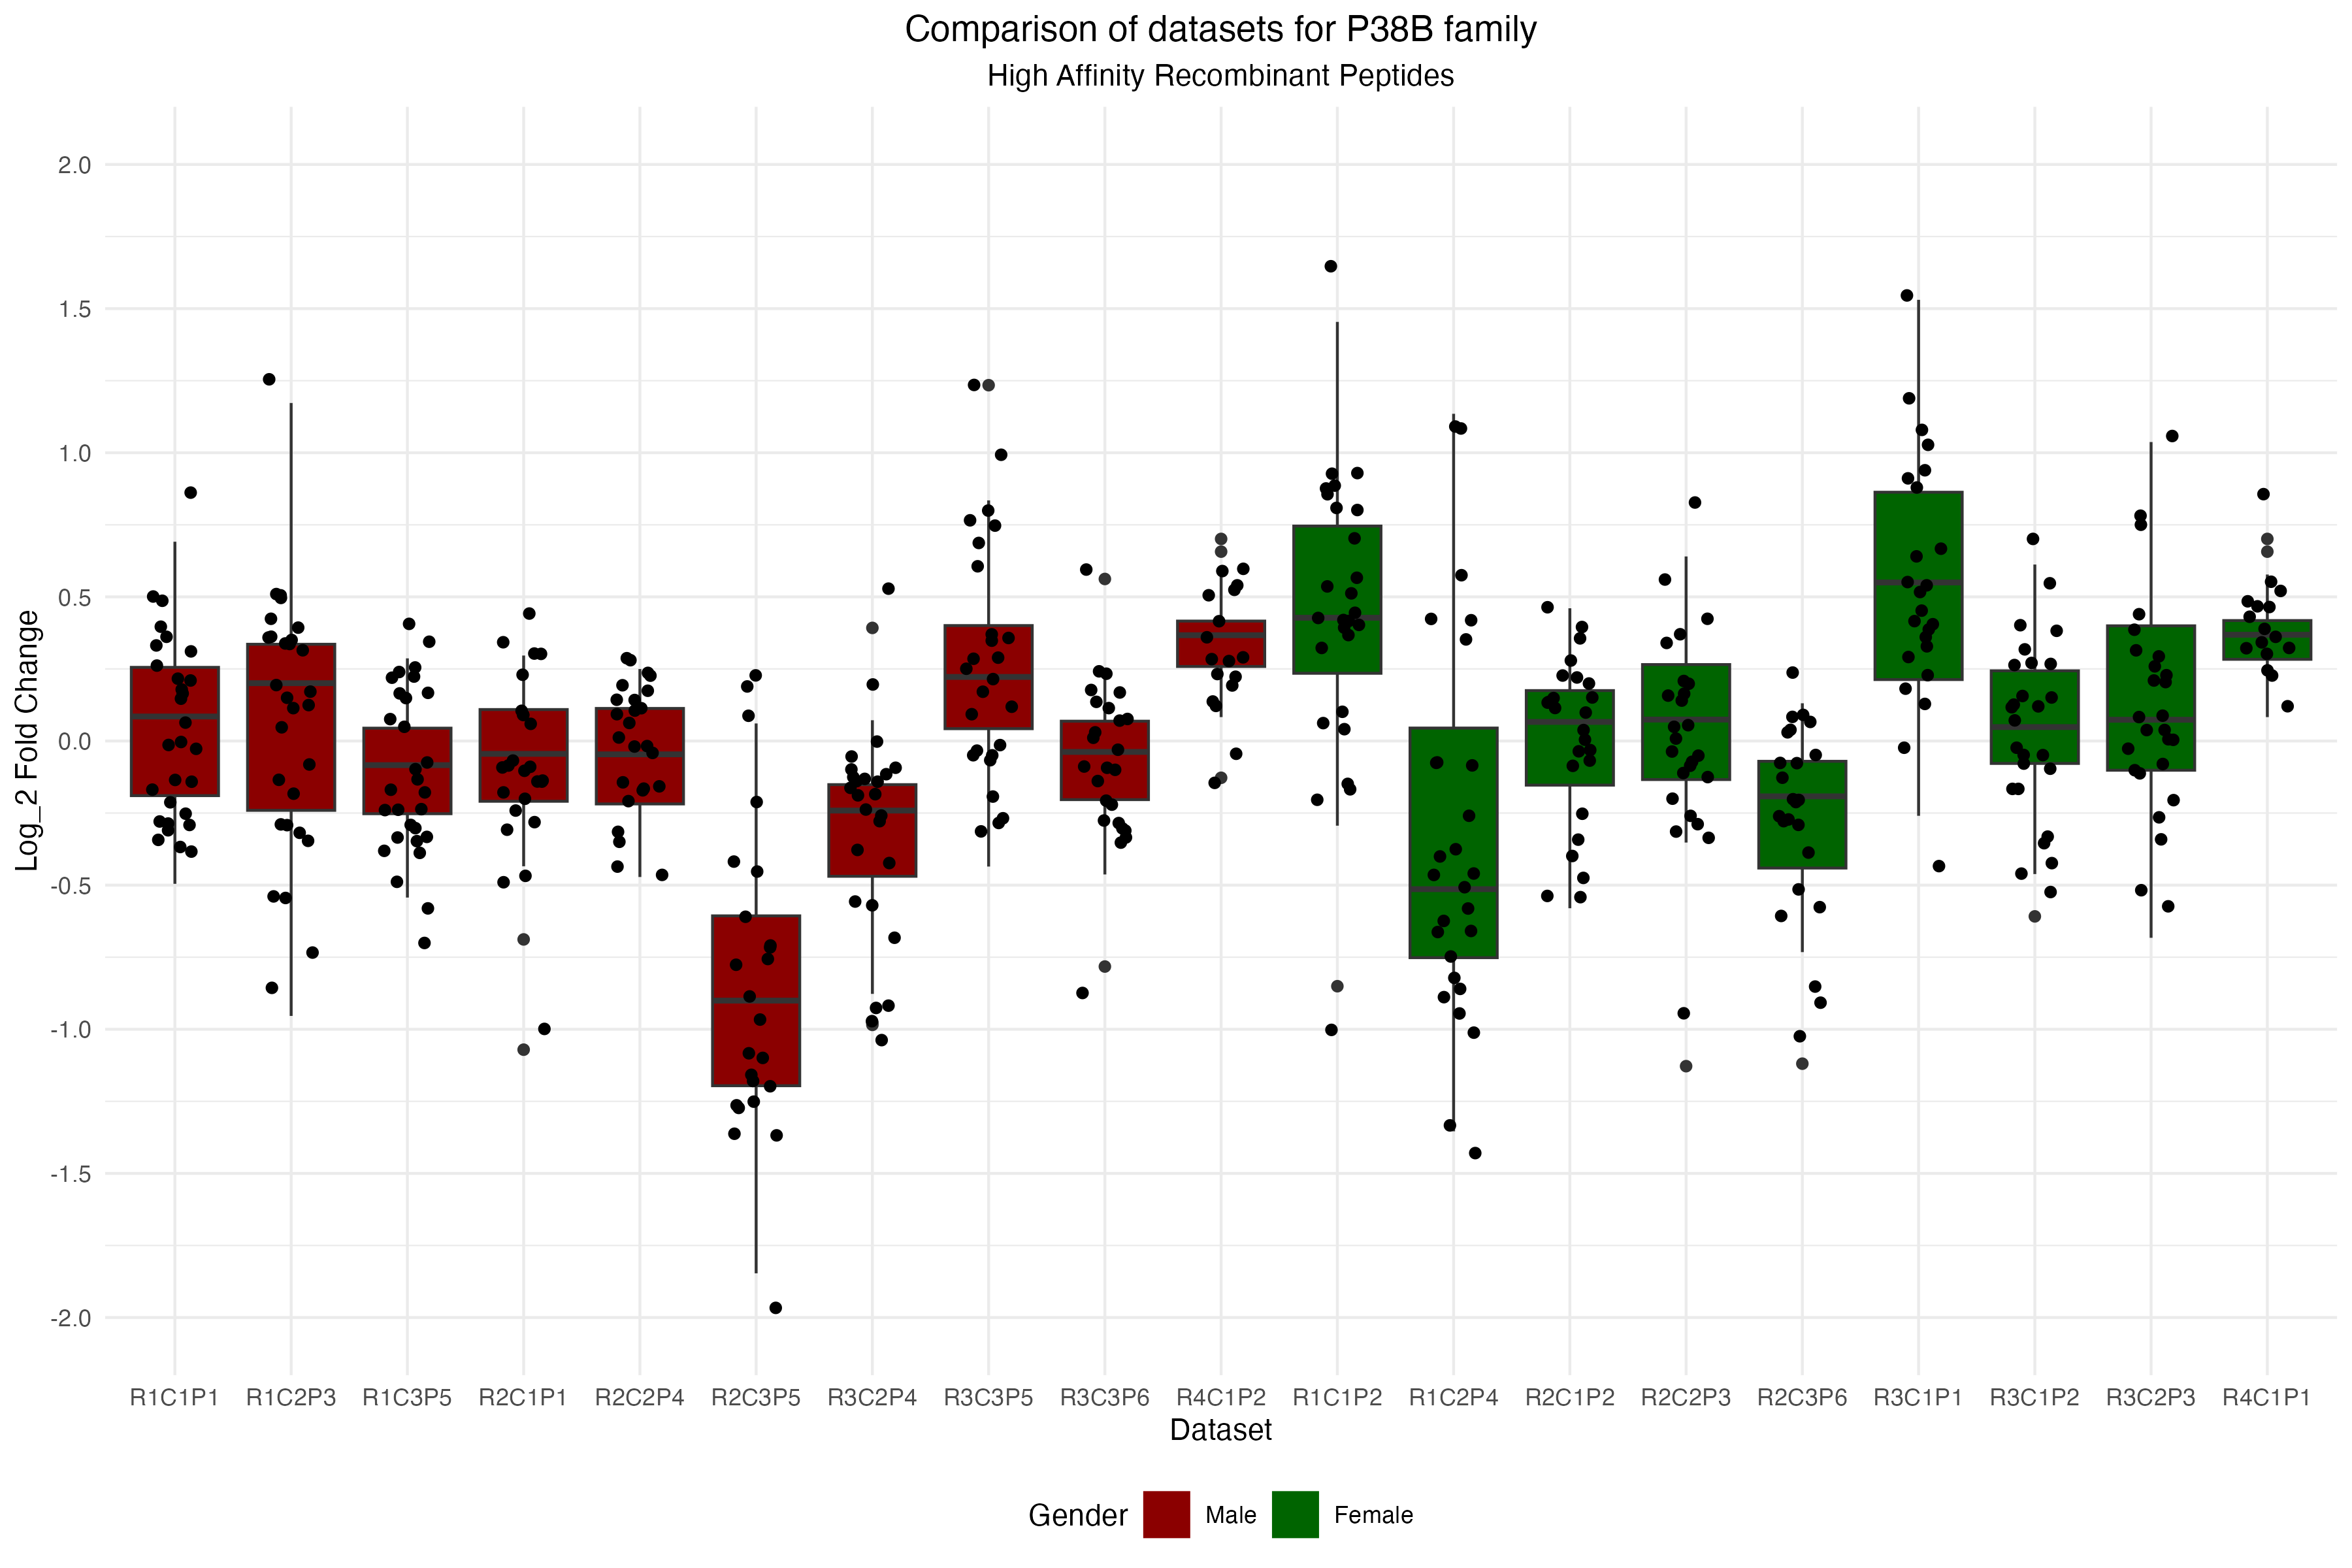 Comparison of datasets for P38B family
High Affinity Recombinant Peptides
Log_2 Fold Change
2.0
1.5
1.0
0.5
0.0
-0.5
-1.0
-1.5
-2.0
R1C1P1 R1C2P3 R1C3P5 R2C1P1 R2C2P4 R2C3P5 R3C2P4 R3C3P5 R3C3P6 R4C1P2 R1C1P2 R1C2P4 R2C1P2 R2C2P3 R2C3P6 R3C1P1 R3C1P2 R3C2P3 R4C1P1
Dataset
Gender Male Female